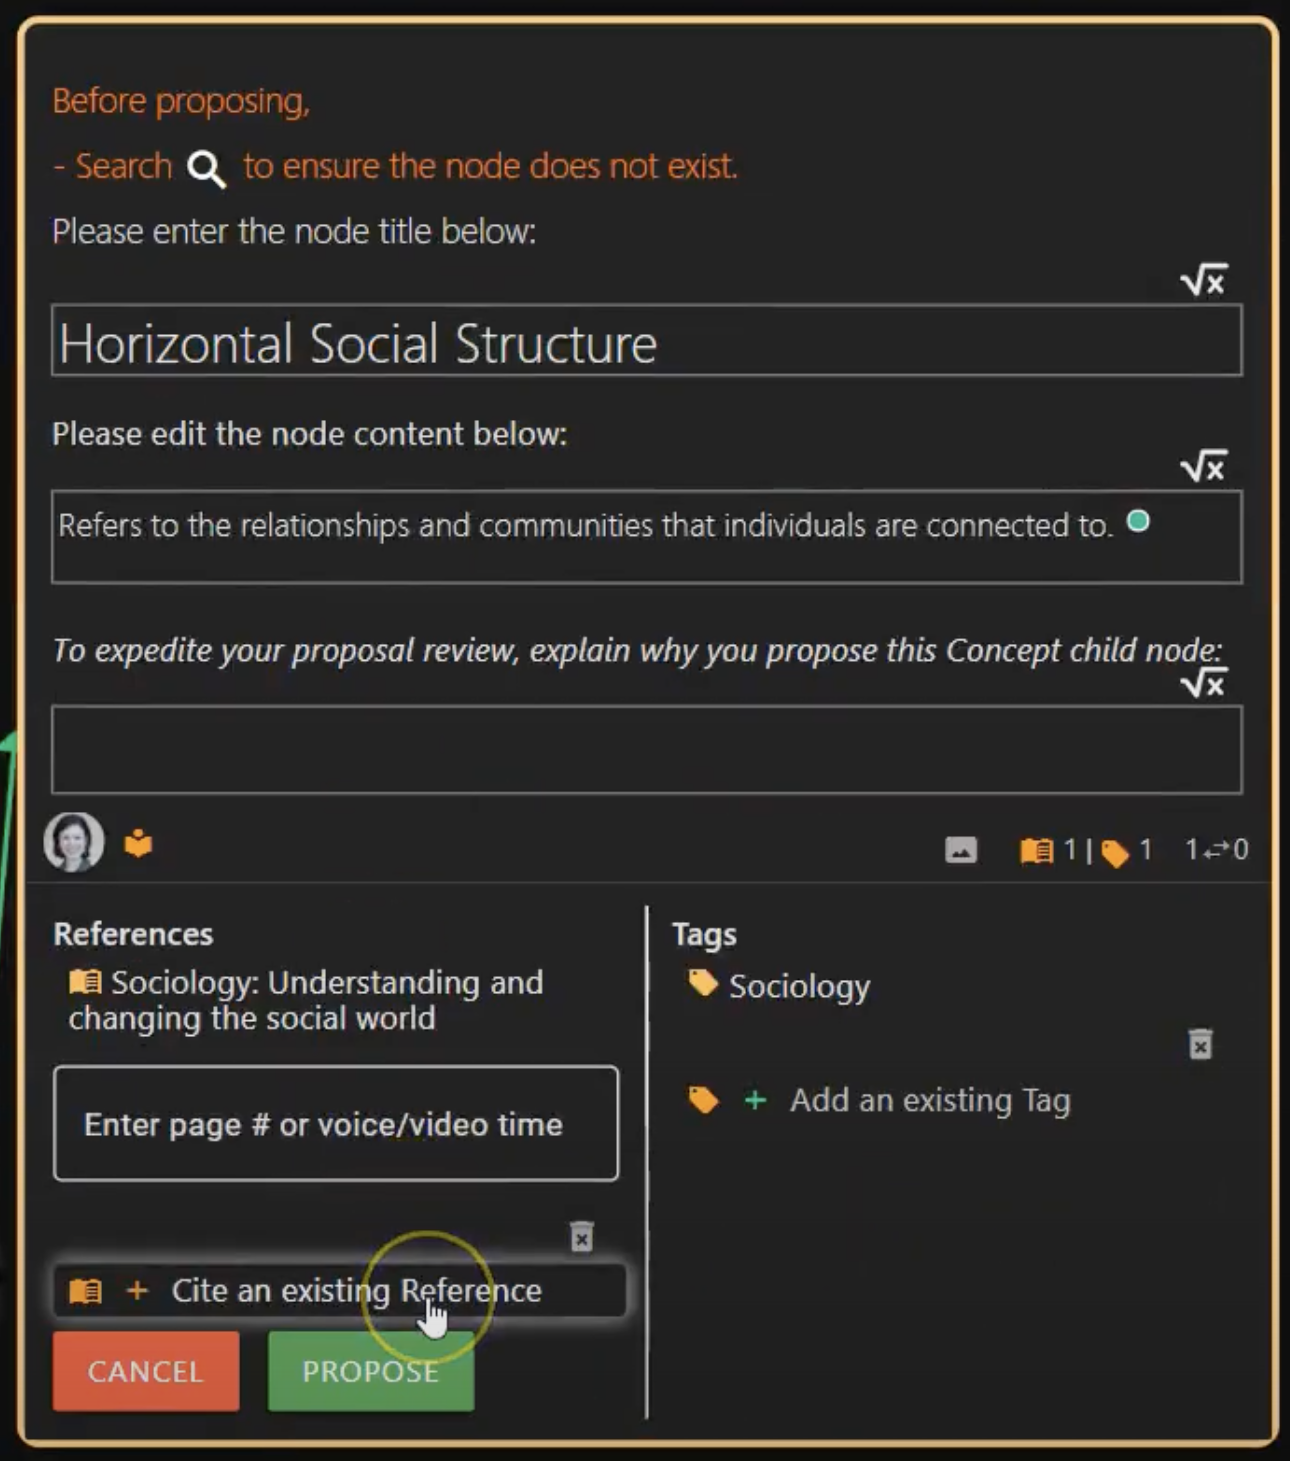 Before proposing,
- Search to ensure the node does not exist.
Please enter the node title below:
√x
Horizontal Social Structure
Please edit the node content below:
√x
Refers to the relationships and communities that individuals are connected to.
To expedite your proposal review, explain why you propose this Concept child node:
√x
1 | 1 1⇄0
References
Sociology: Understanding and
changing the social world
Enter page # or voice/video time
+ Cite an existing Reference
CANCEL PROPOSE
Tags
Sociology
+ Add an existing Tag